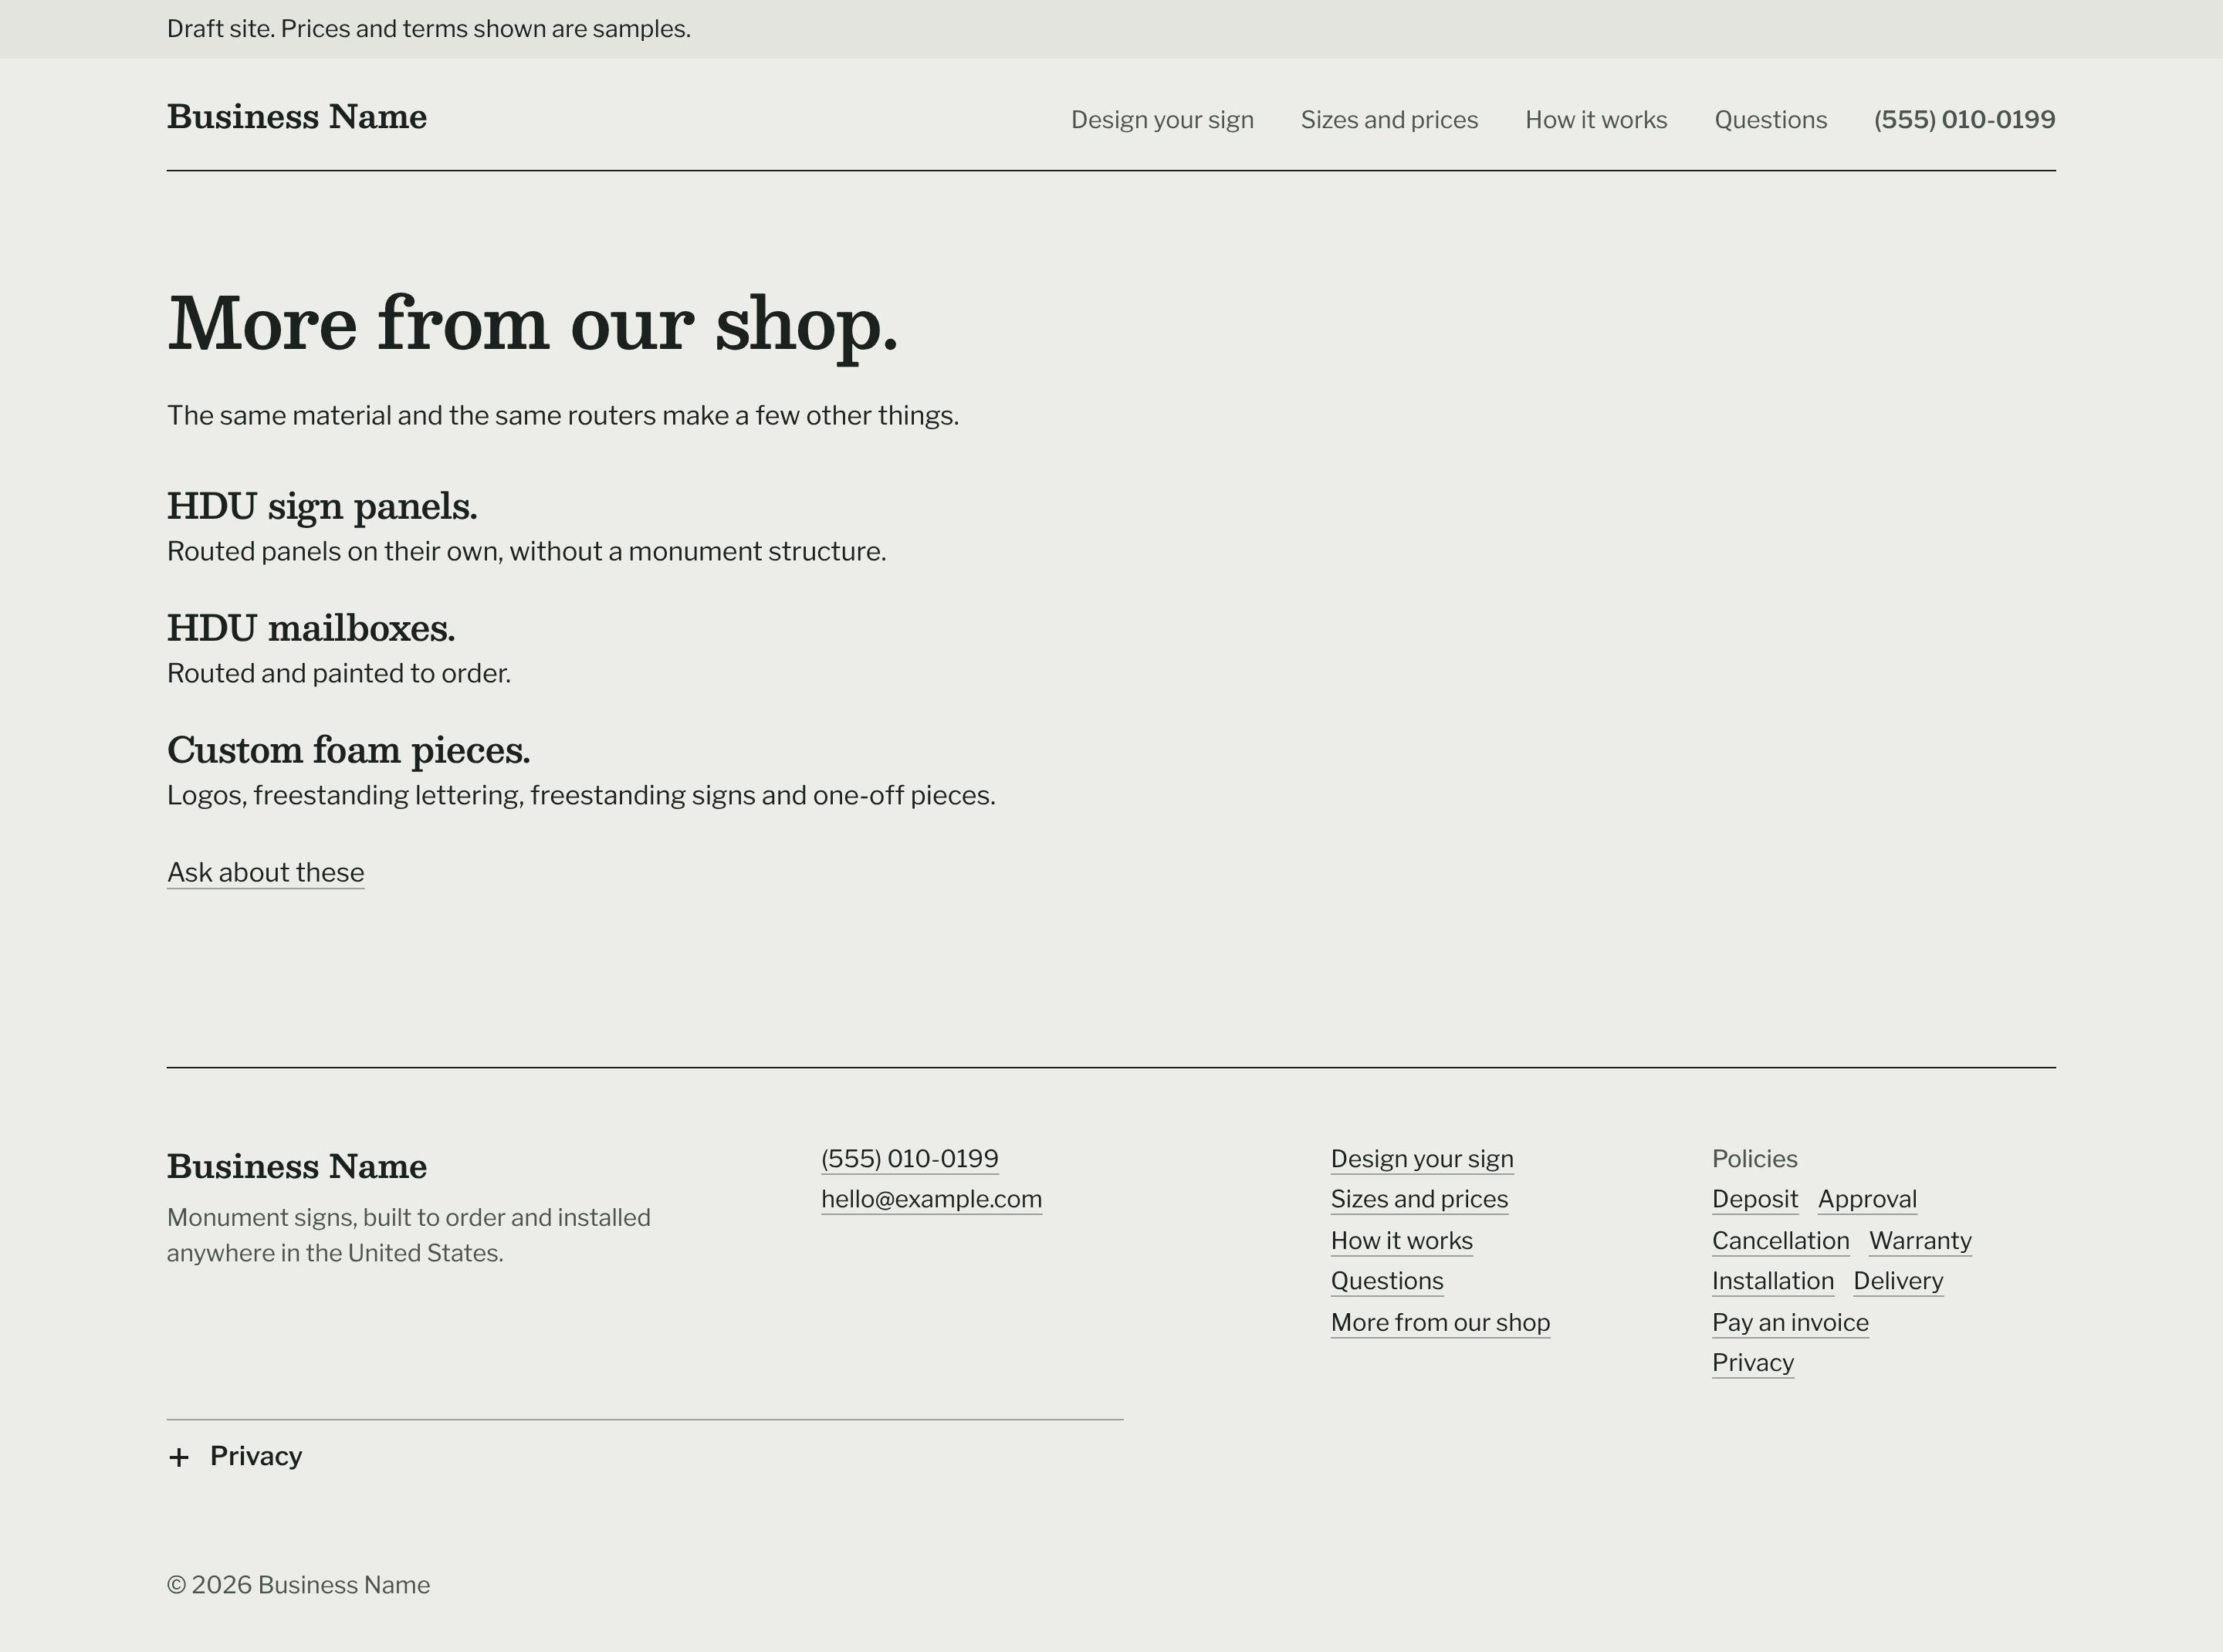 Draft site. Prices and terms shown are samples.
Business Name
Design your sign
Sizes and prices
How it works
Questions
(555) 010-0199
More from our shop.
The same material and the same routers make a few other things.
HDU sign panels.
Routed panels on their own, without a monument structure.
HDU mailboxes.
Routed and painted to order.
Custom foam pieces.
Logos, freestanding lettering, freestanding signs and one-off pieces.
Ask about these
Business Name
Monument signs, built to order and installed
anywhere in the United States.
(555) 010-0199
hello@example.com
Design your sign
Sizes and prices
How it works
Questions
More from our shop
Policies
Deposit Approval
Cancellation Warranty
Installation Delivery
Pay an invoice
Privacy
+ Privacy
© 2026 Business Name